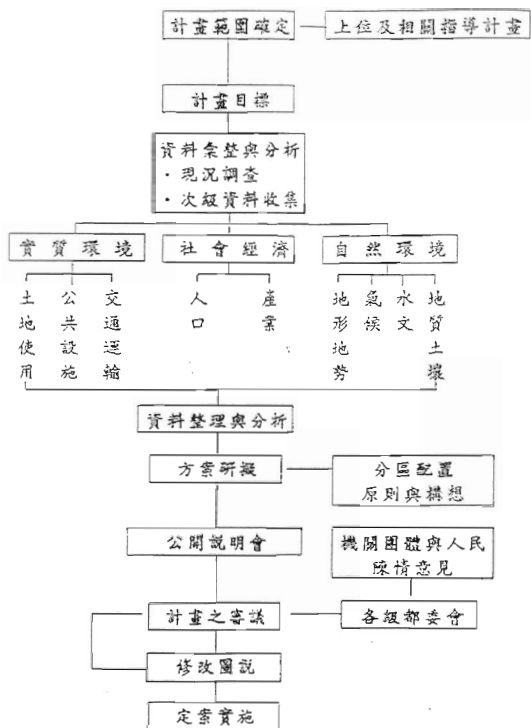 計畫範圍確定
上位及相關指導計畫
計畫目標
資料彙整與分析
・現況調查
・次級資料收集
實質環境
社會經濟
自然環境
土地使用
公共設施
交通運輸
人口
產業
地形地勢
氣候
水文
地質土壤
資料整理與分析
方案研擬
分區配置
原則與構想
公開說明會
機關團體與人民
陳情意見
計畫之審議
各級都委會
修改圖說
定案實施